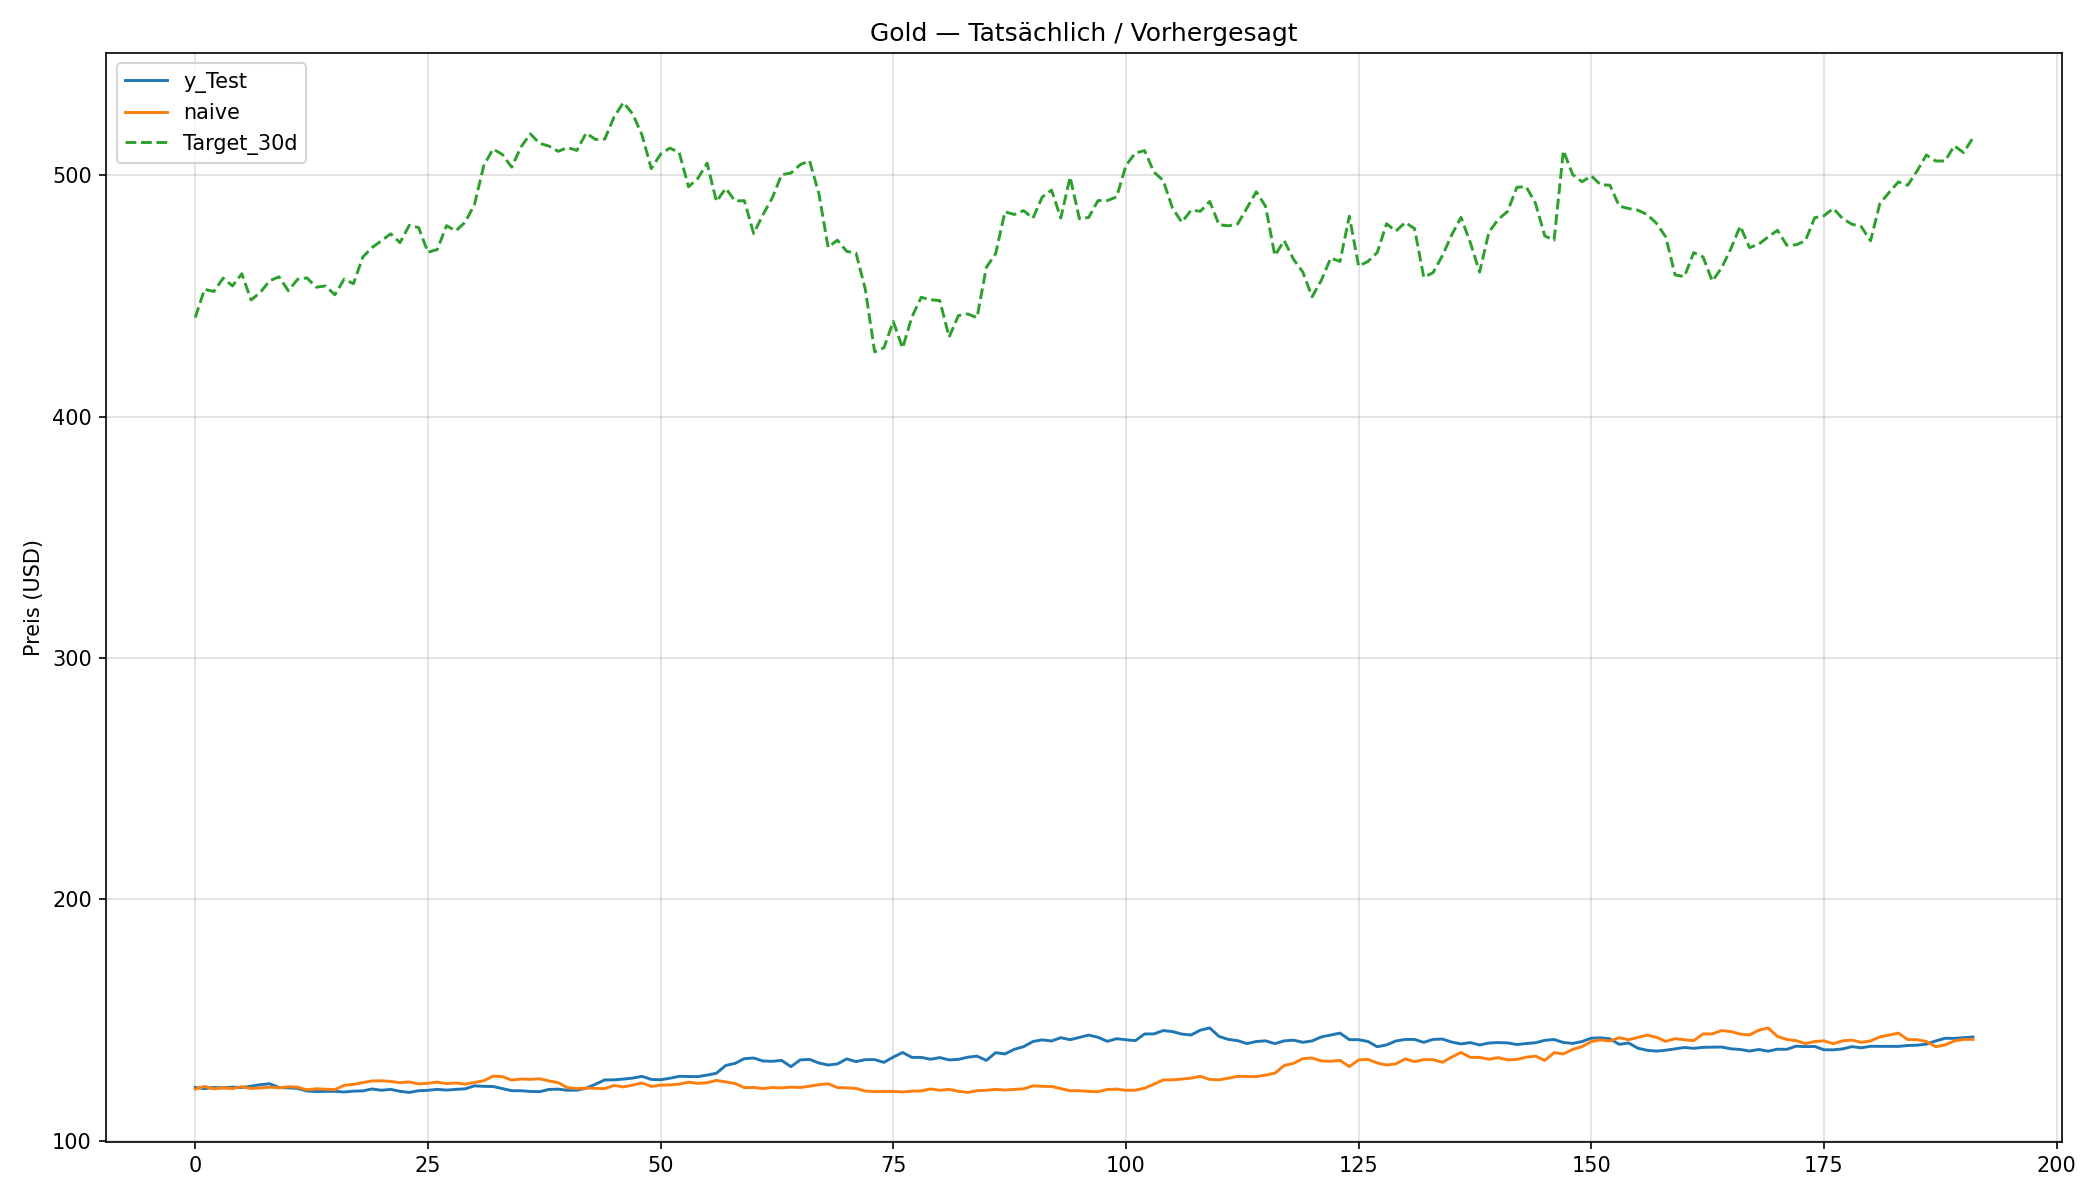 Gold — Tatsächlich / Vorhergesagt
y_Test
naive
Target_30d
Preis (USD)
500
400
300
200
100
0 25 50 75 100 125 150 175 200